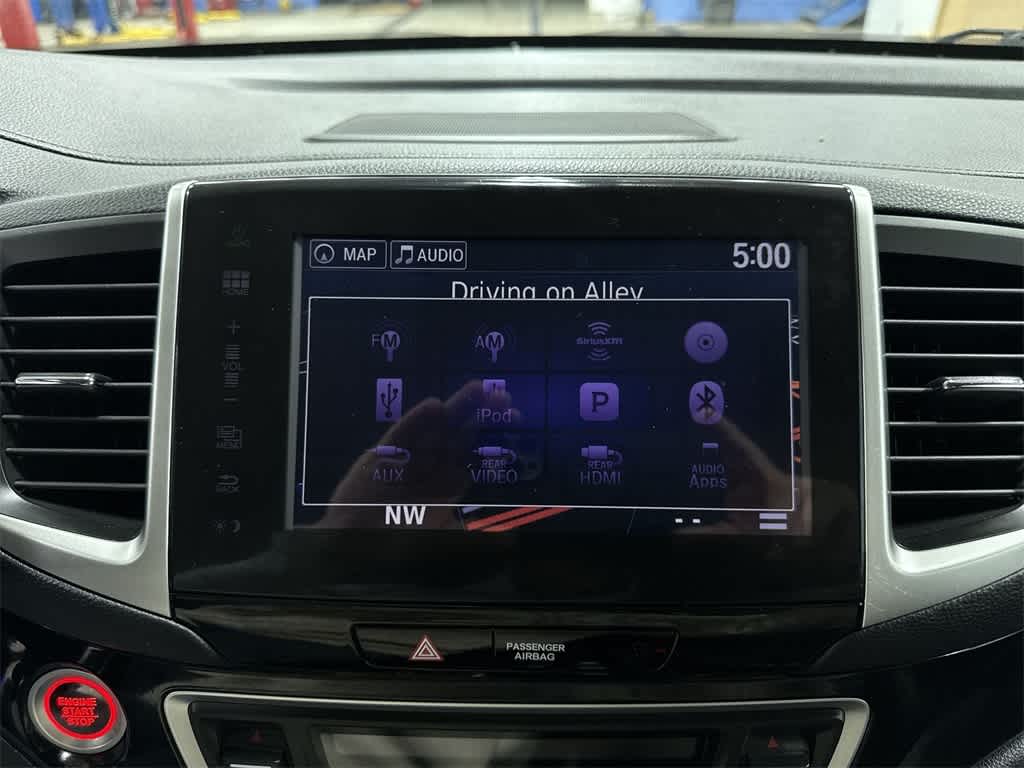 MAP
AUDIO
5:00
Driving on Alley
HOME
VOL
MENU
BACK
FM
AM
SiriusXM
iPod
P
AUX
REAR
VIDEO
REAR
HDMI
AUDIO
Apps
NW
--
PASSENGER
AIRBAG
ENGINE
START
STOP